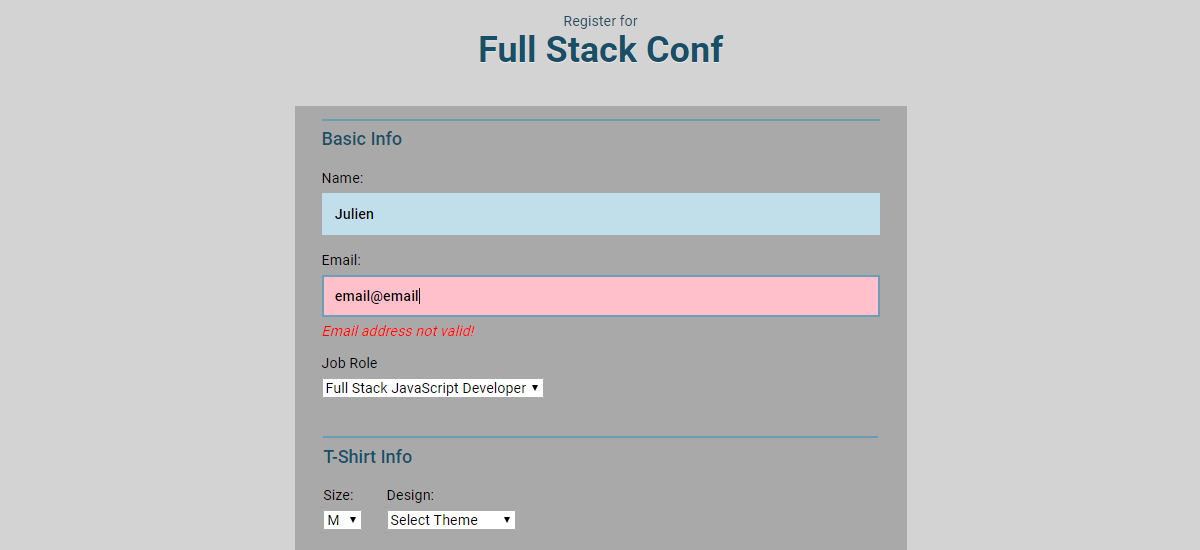 Register for
Full Stack Conf
Basic Info
Name:
Julien
Email:
email@email
Email address not valid!
Job Role
Full Stack JavaScript Developer
T-Shirt Info
Size: Design:
M Select Theme